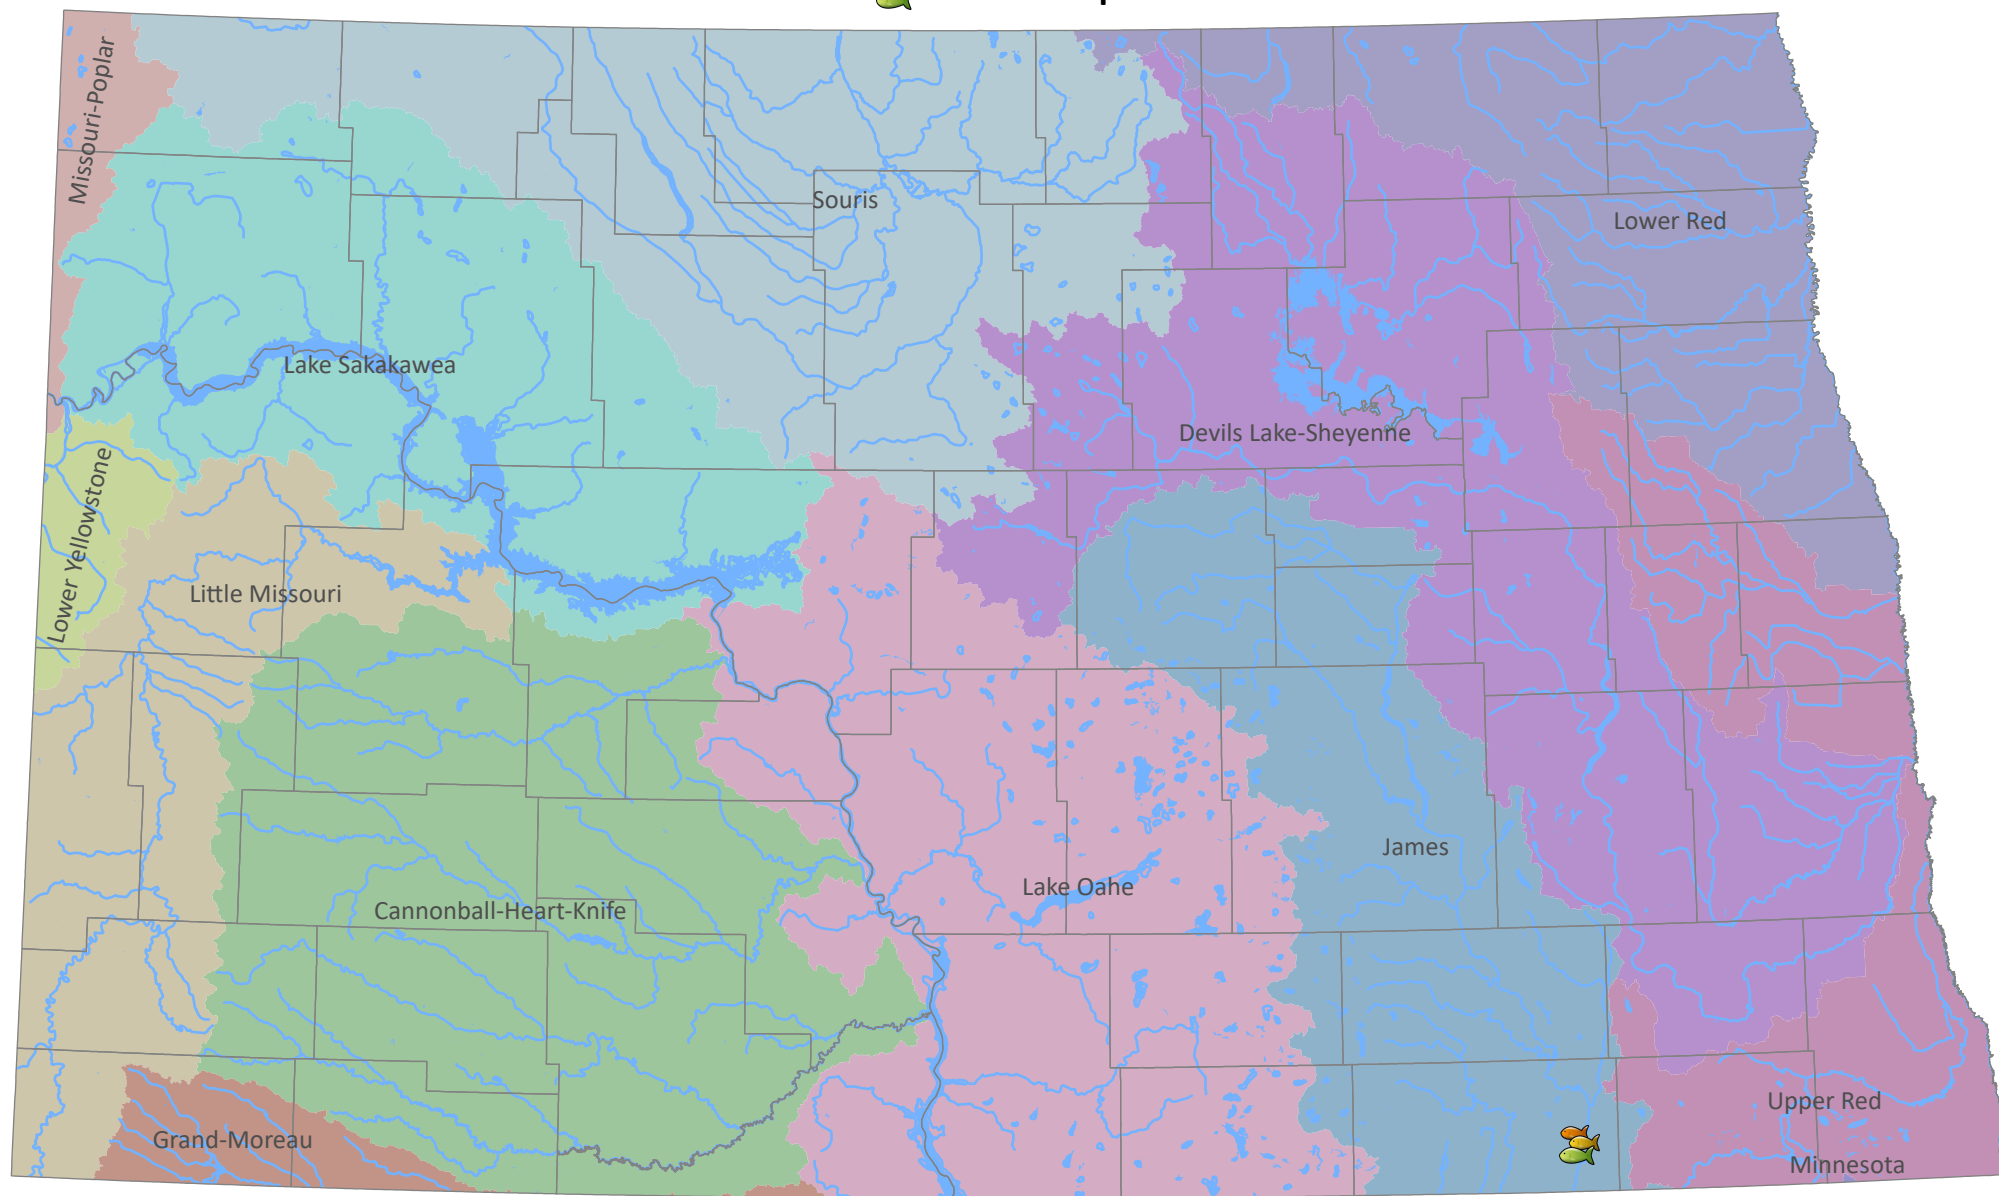 Missouri-Poplar
Souris
Lower Red
Lake Sakakawea
Devils Lake-Sheyenne
Lower Yellowstone
Little Missouri
James
Lake Oahe
Cannonball-Heart-Knife
Upper Red
Grand-Moreau
Minnesota